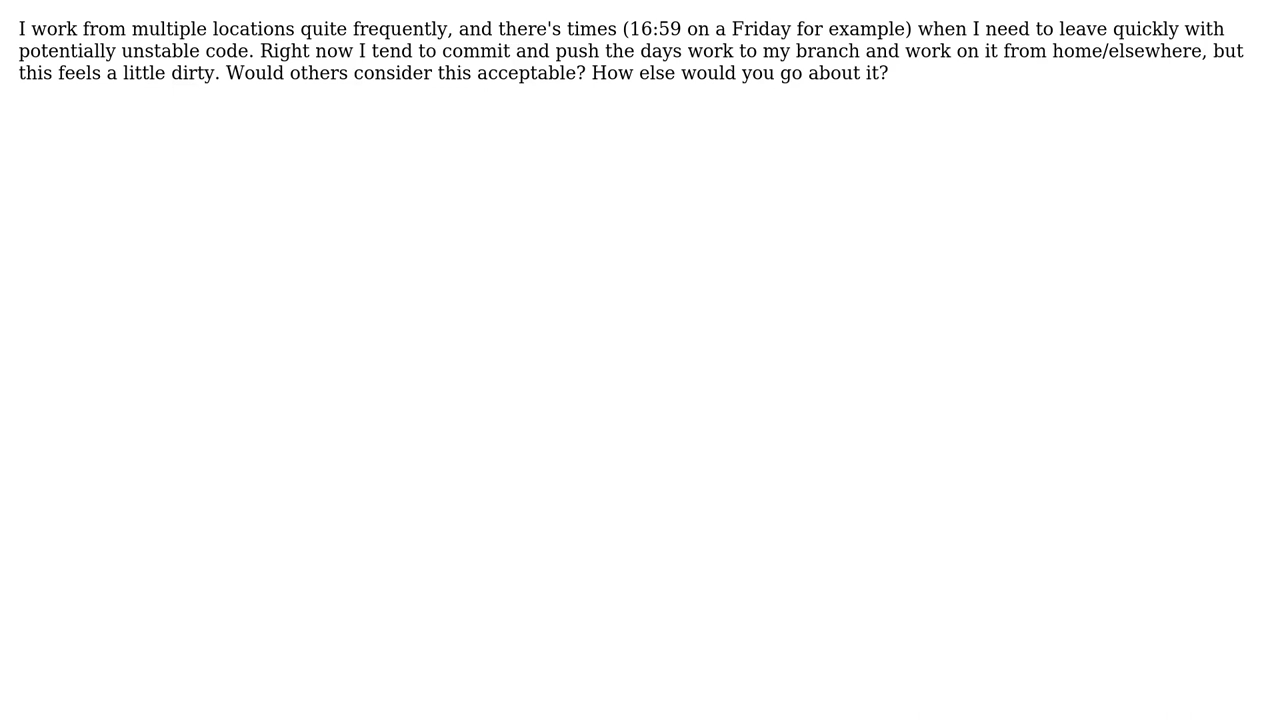 I work from multiple locations quite frequently, and there's times (16:59 on a Friday for example) when I need to leave quickly with
potentially unstable code. Right now I tend to commit and push the days work to my branch and work on it from home/elsewhere, but
this feels a little dirty. Would others consider this acceptable? How else would you go about it?